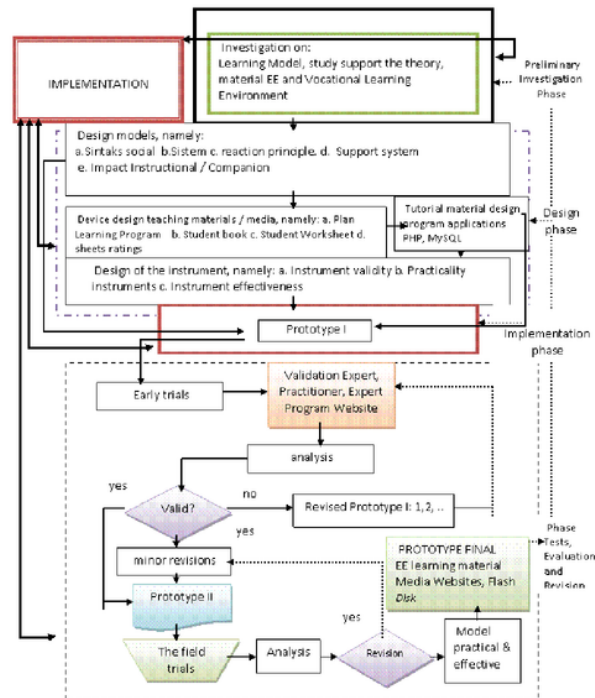 Investigation on:
Learning Model, study support the theory,
material EE and Vocational Learning
Environment
IMPLEMENTATION
Preliminary
Investigation
Phase
Design models, namely:
a.Sintaks social b.Sistem c. reaction principle. d. Support system
e. Impact Instructional / Companion
Device design teaching materials / media, namely: a. Plan
Learning Program b. Student book c. Student Worksheet d.
sheets ratings
Tutorial material design
program applications
PHP, MySQL
Design
phase
Design of the instrument, namely: a. Instrument validity b. Practicality
instruments c. Instrument effectiveness
Prototype I
Implementation
phase
Early trials
Validation Expert,
Practitioner, Expert
Program Website
analysis
yes
Valid?
no
Revised Prototype I: 1, 2, ..
yes
minor revisions
Prototype II
Phase
Tests,
Evaluation
and
Revision
PROTOTYPE FINAL
EE learning material
Media Websites, Flash
Disk
yes
The field
trials
Analysis
Revision
Model
practical &
effective